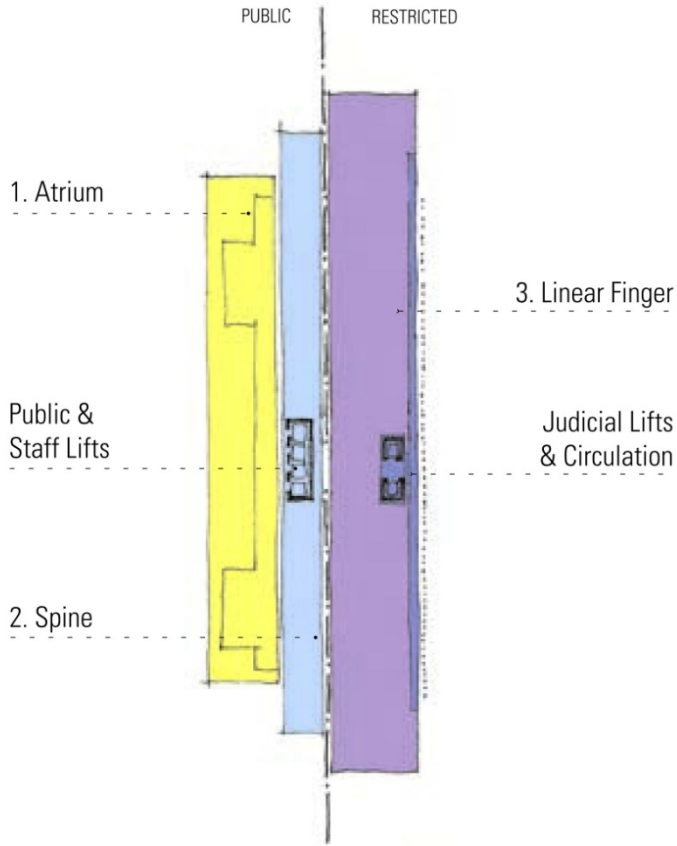 PUBLIC
RESTRICTED
1. Atrium
3. Linear Finger
Public &
Staff Lifts
Judicial Lifts
& Circulation
2. Spine